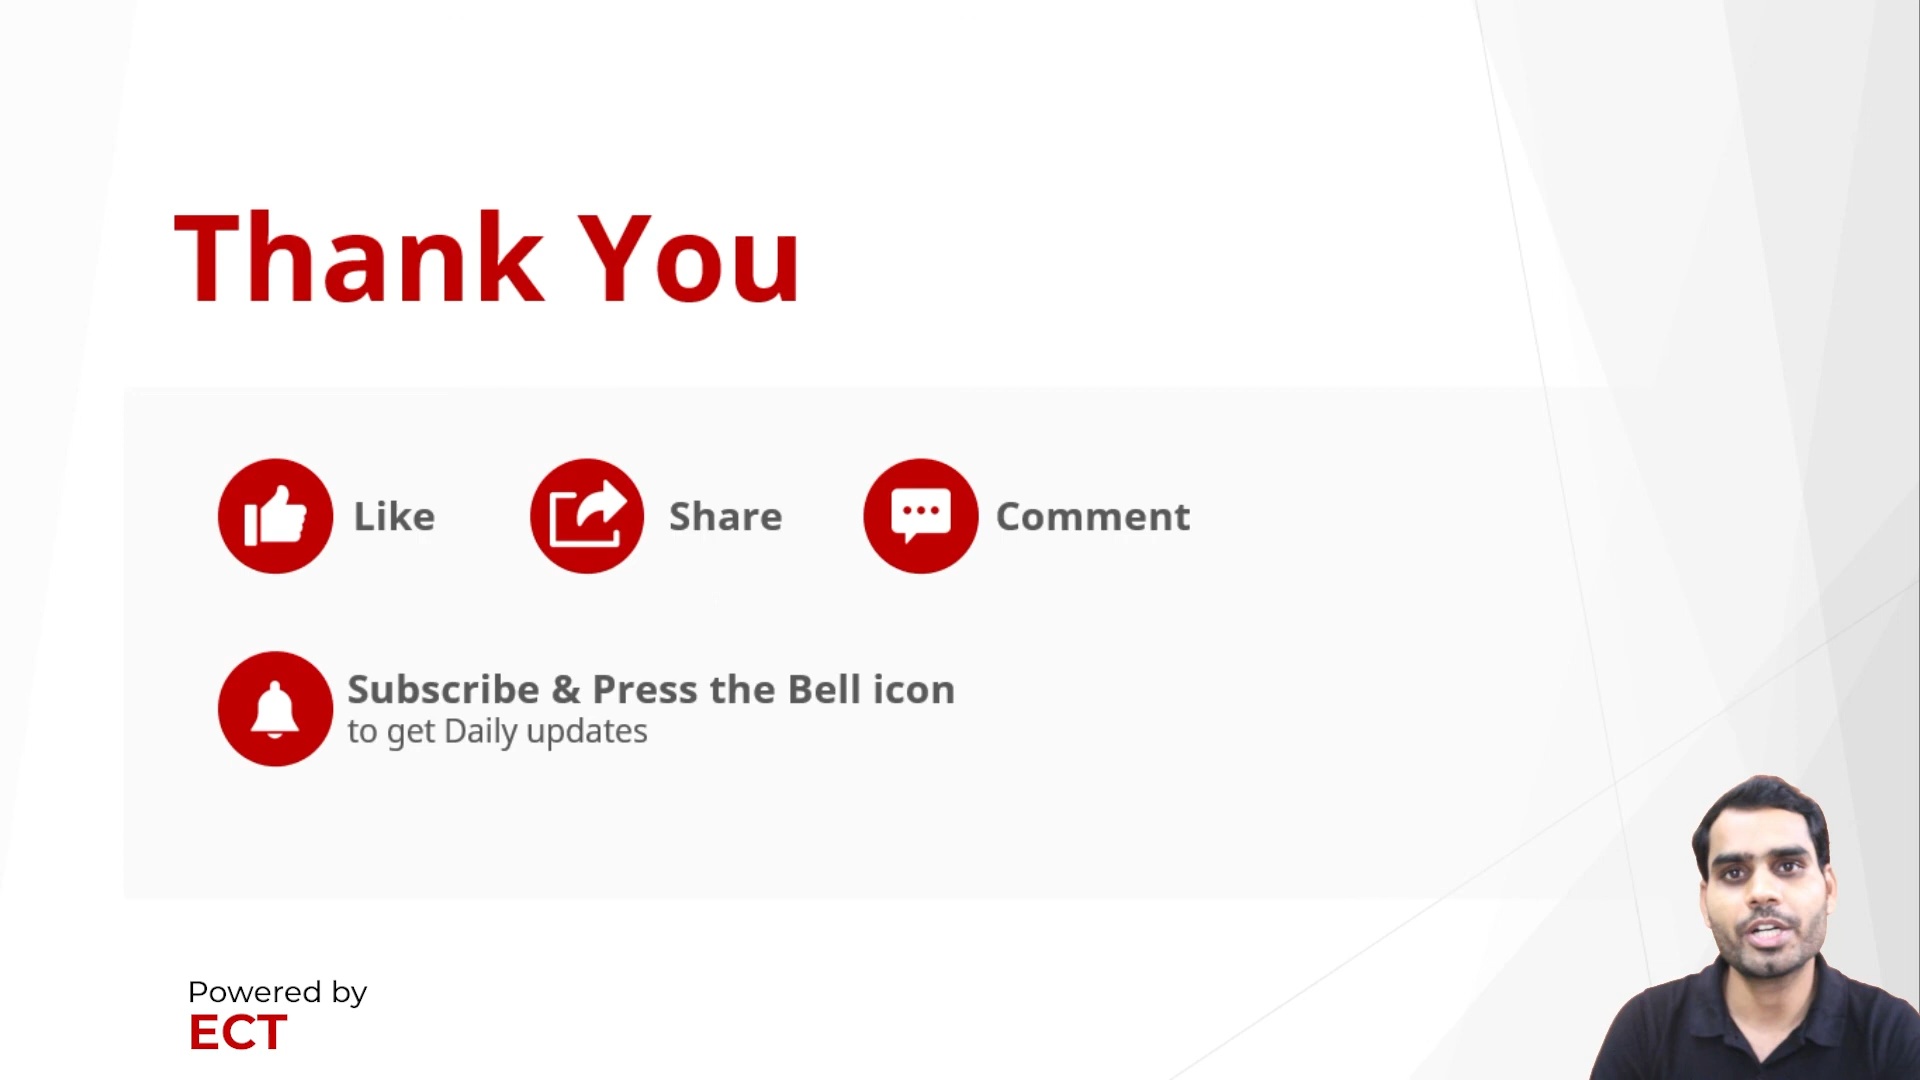 Thank You
Like
Share
Comment
Subscribe & Press the Bell icon
to get Daily updates
Powered by
ECT